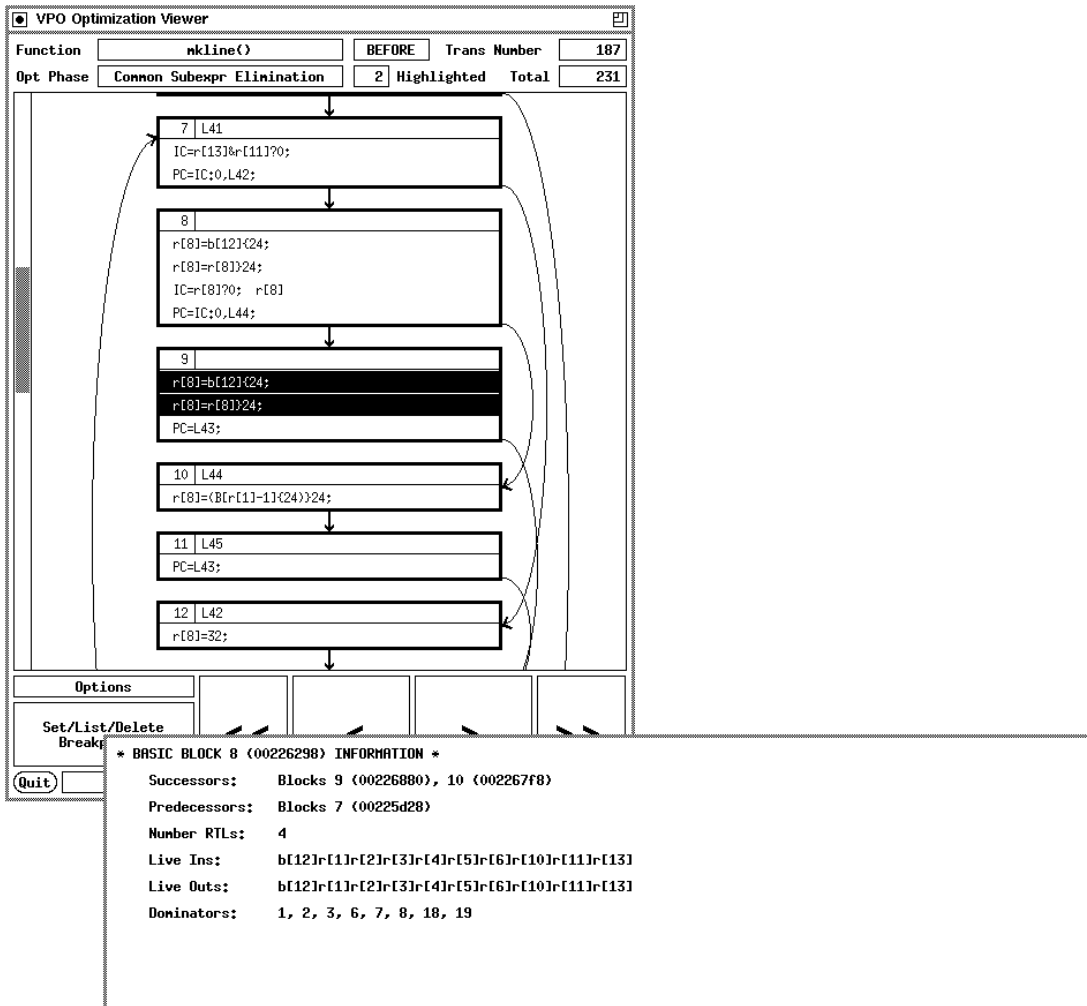 VPO Optimization Viewer
Function mkline() BEFORE Trans Number 187
Opt Phase Common Subexpr Elimination 2 Highlighted Total 231
7 L41
IC=r[13]&r[11]?0;
PC=IC:0,L42;
8
r[8]=b[12]{24;
r[8]=r[8]}24;
IC=r[8]?0; r[8]
PC=IC:0,L44;
9
r[8]=b[12]{24;
r[8]=r[8]}24;
PC=L43;
10 L44
r[8]=(B[r[1]-1]{24)}24;
11 L45
PC=L43;
12 L42
r[8]=32;
Options
Set/List/Delete
Quit
* BASIC BLOCK 8 (00226298) INFORMATION *
Successors: Blocks 9 (00226880), 10 (002267f8)
Predecessors: Blocks 7 (00225d28)
Number RTLs: 4
Live Ins: b[12]r[1]r[2]r[3]r[4]r[5]r[6]r[10]r[11]r[13]
Live Outs: b[12]r[1]r[2]r[3]r[4]r[5]r[6]r[10]r[11]r[13]
Dominators: 1, 2, 3, 6, 7, 8, 18, 19